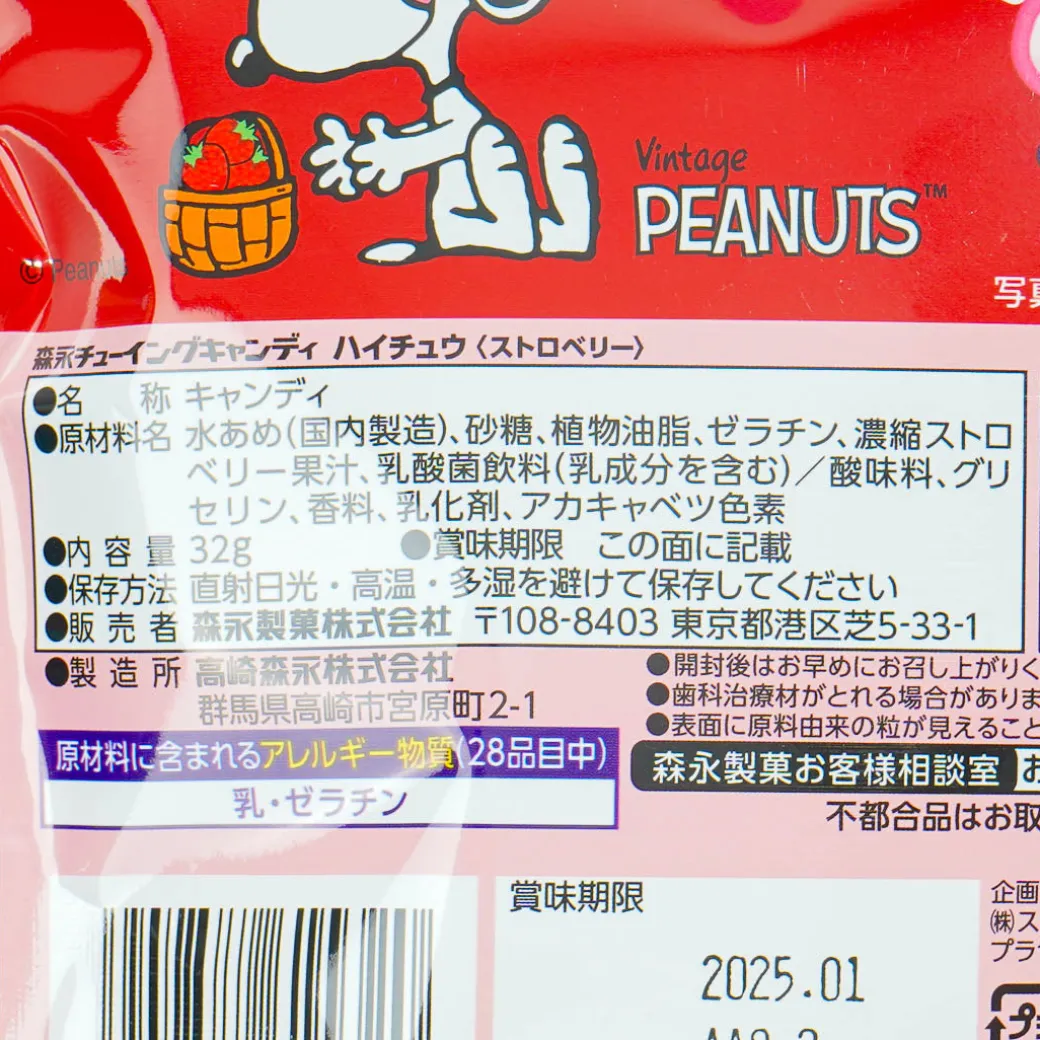 Vintage
PEANUTS™
© Peanuts
写真
森永チューイングキャンディ ハイチュウ〈ストロベリー〉
●名 称 キャンディ
●原材料名 水あめ(国内製造)、砂糖、植物油脂、ゼラチン、濃縮ストロ
ベリー果汁、乳酸菌飲料(乳成分を含む)／酸味料、グリ
セリン、香料、乳化剤、アカキャベツ色素
●内容量 32g ●賞味期限 この面に記載
●保存方法 直射日光・高温・多湿を避けて保存してください
●販売者 森永製菓株式会社 〒108-8403 東京都港区芝5-33-1
●製造所 高崎森永株式会社
群馬県高崎市宮原町2-1
●開封後はお早めにお召し上がりく
●歯科治療材がとれる場合がありま
●表面に原料由来の粒が見えること
原材料に含まれるアレルギー物質(28品目中)
乳・ゼラチン
森永製菓お客様相談室 お
不都合品はお取
賞味期限
2025.01
企画
㈱ス
プラ
プラ